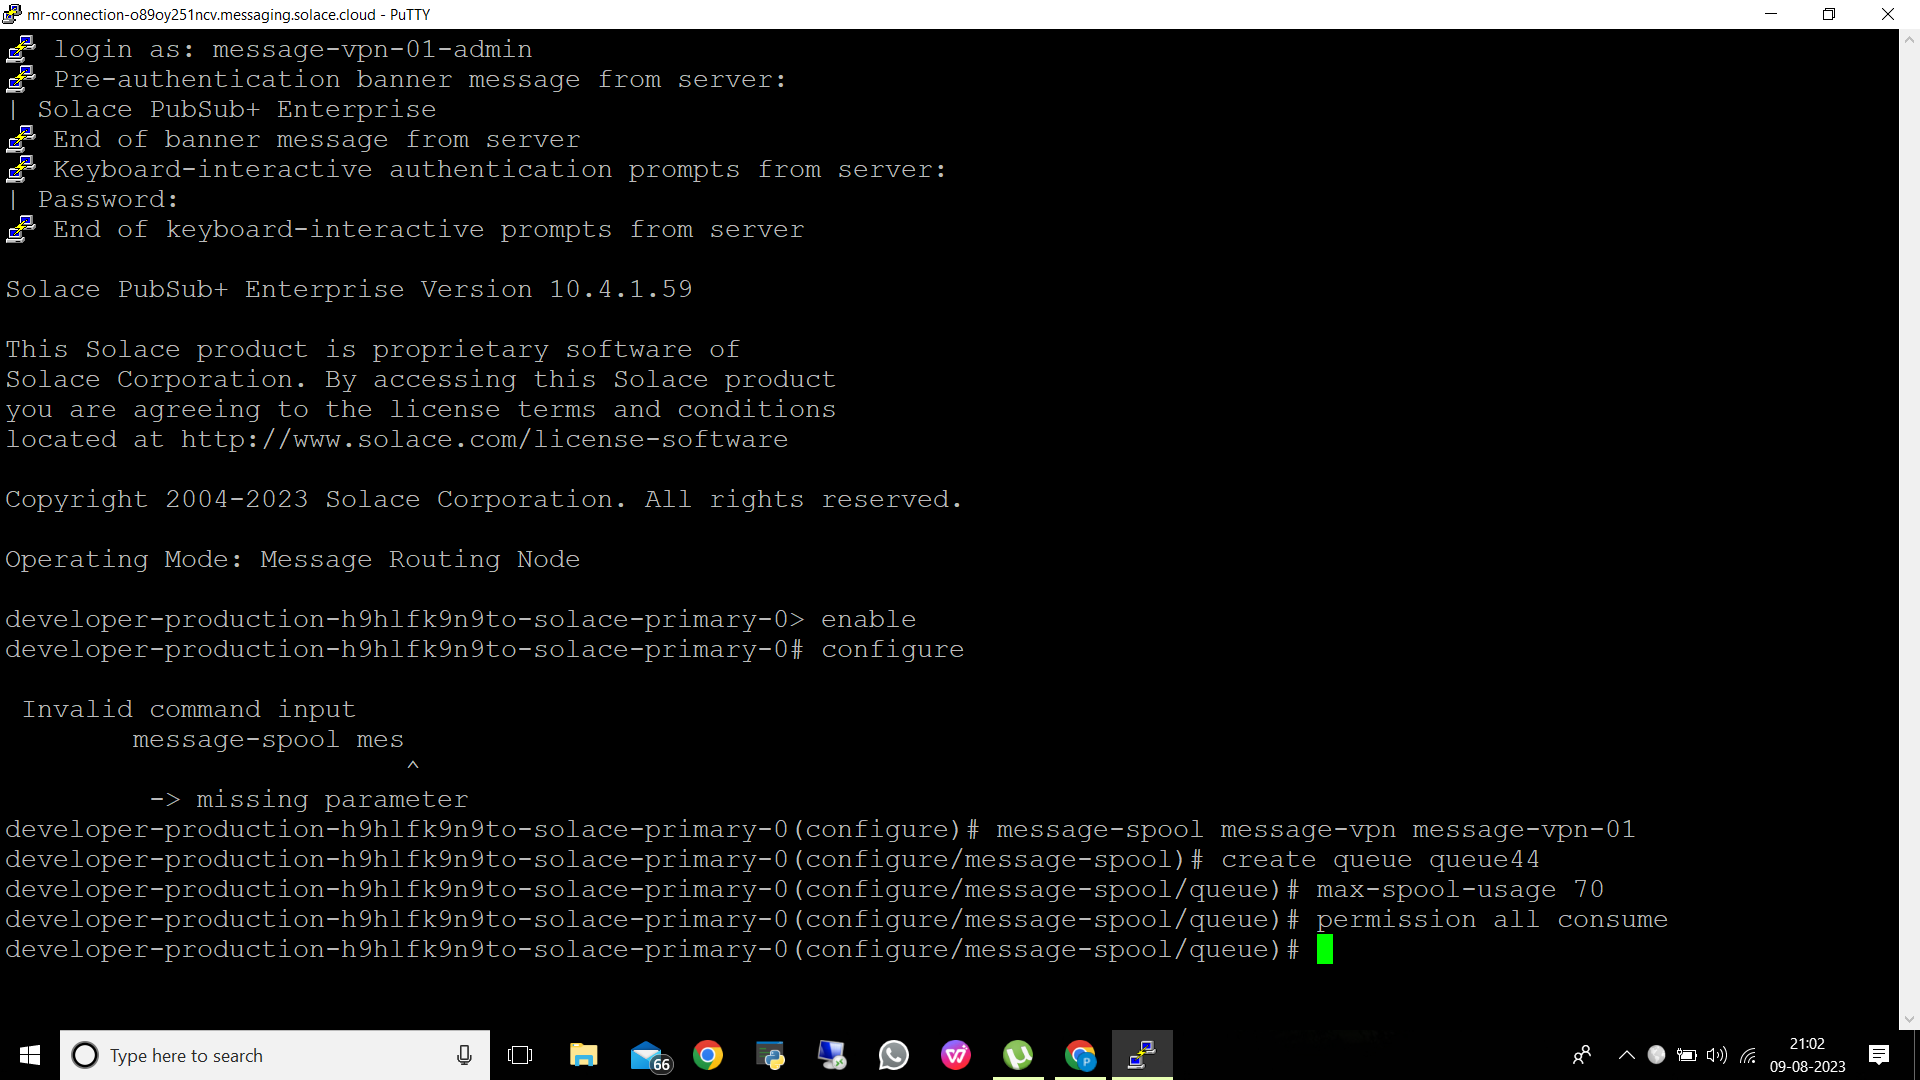 mr-connection-o89oy251ncv.messaging.solace.cloud - PuTTY
login as: message-vpn-01-admin
Pre-authentication banner message from server:
| Solace PubSub+ Enterprise
End of banner message from server
Keyboard-interactive authentication prompts from server:
| Password:
End of keyboard-interactive prompts from server
Solace PubSub+ Enterprise Version 10.4.1.59
This Solace product is proprietary software of
Solace Corporation. By accessing this Solace product
you are agreeing to the license terms and conditions
located at http://www.solace.com/license-software
Copyright 2004-2023 Solace Corporation. All rights reserved.
Operating Mode: Message Routing Node
developer-production-h9hlfk9n9to-solace-primary-0> enable
developer-production-h9hlfk9n9to-solace-primary-0# configure
Invalid command input
message-spool mes
^
-> missing parameter
developer-production-h9hlfk9n9to-solace-primary-0(configure)# message-spool message-vpn message-vpn-01
developer-production-h9hlfk9n9to-solace-primary-0(configure/message-spool)# create queue queue44
developer-production-h9hlfk9n9to-solace-primary-0(configure/message-spool/queue)# max-spool-usage 70
developer-production-h9hlfk9n9to-solace-primary-0(configure/message-spool/queue)# permission all consume
developer-production-h9hlfk9n9to-solace-primary-0(configure/message-spool/queue)#
Type here to search
66
P
21:02
09-08-2023